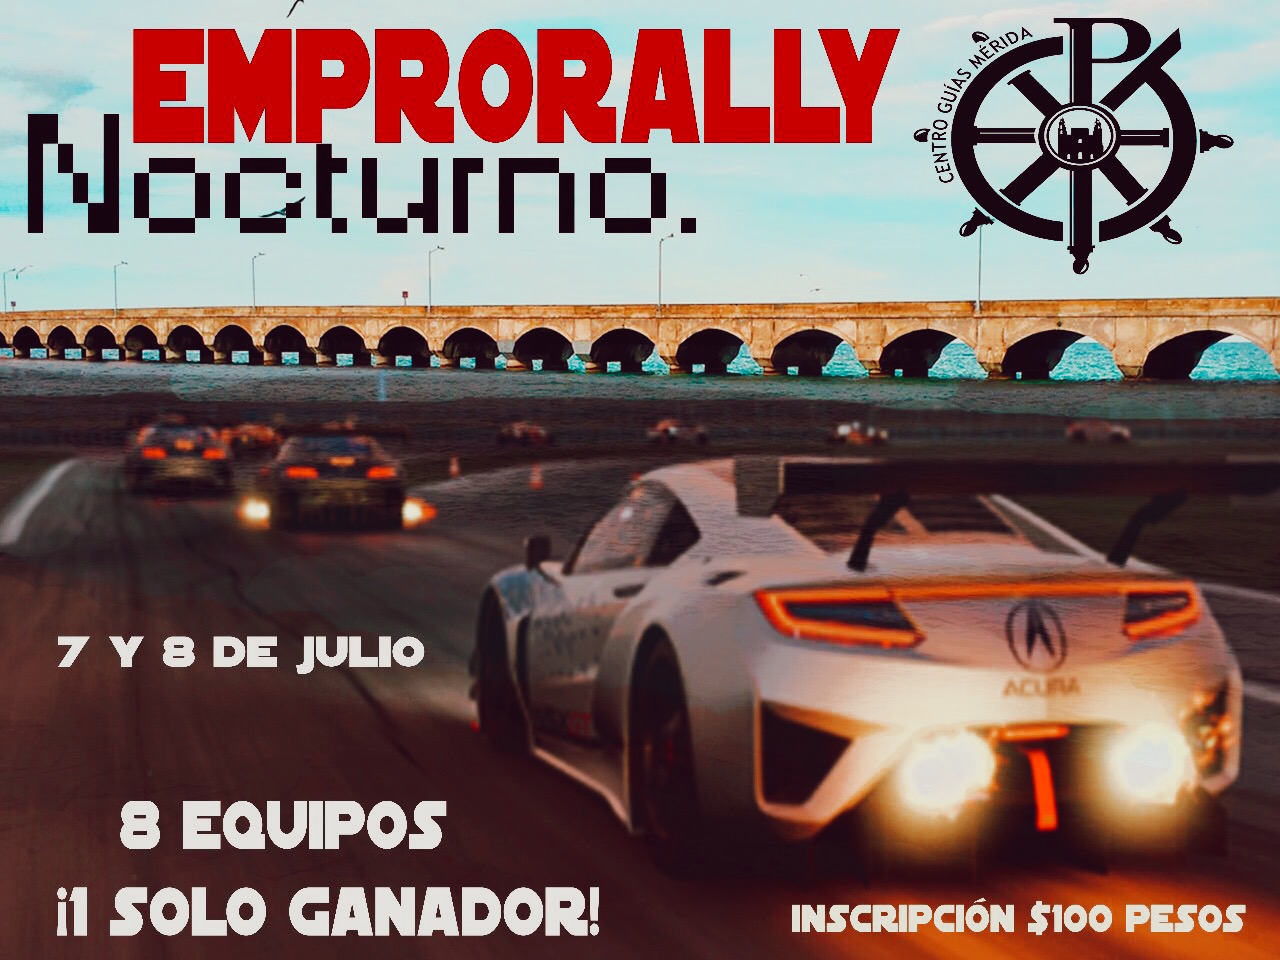 EMPRORALLY
Nocturno.
CENTRO GUÍAS MÉRIDA
7 Y 8 DE JULIO
ACURA
8 EQUIPOS
¡1 SOLO GANADOR!
INSCRIPCIÓN $100 PESOS